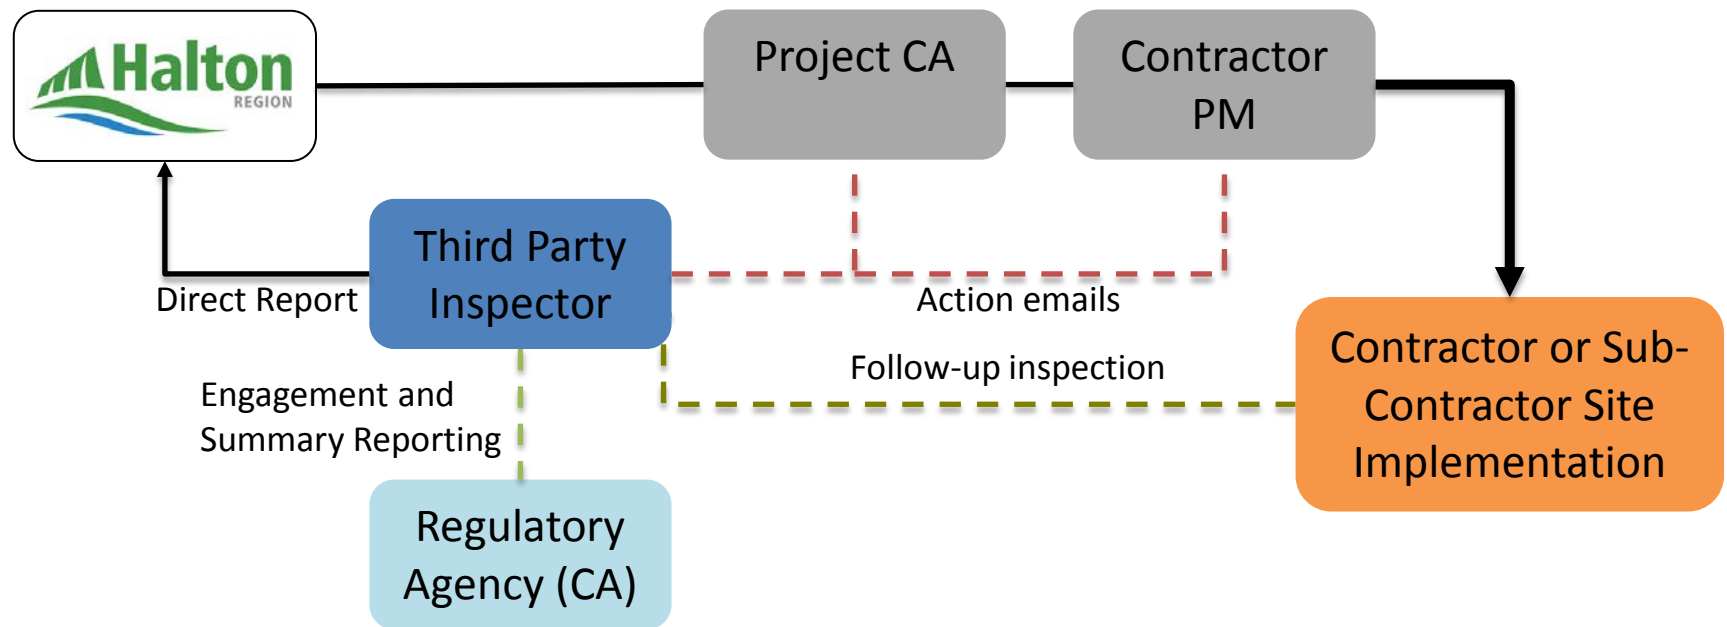 Halton
REGION
Project CA
Contractor
PM
Third Party
Inspector
Direct Report
Action emails
Follow-up inspection
Engagement and
Summary Reporting
Contractor or Sub-
Contractor Site
Implementation
Regulatory
Agency (CA)